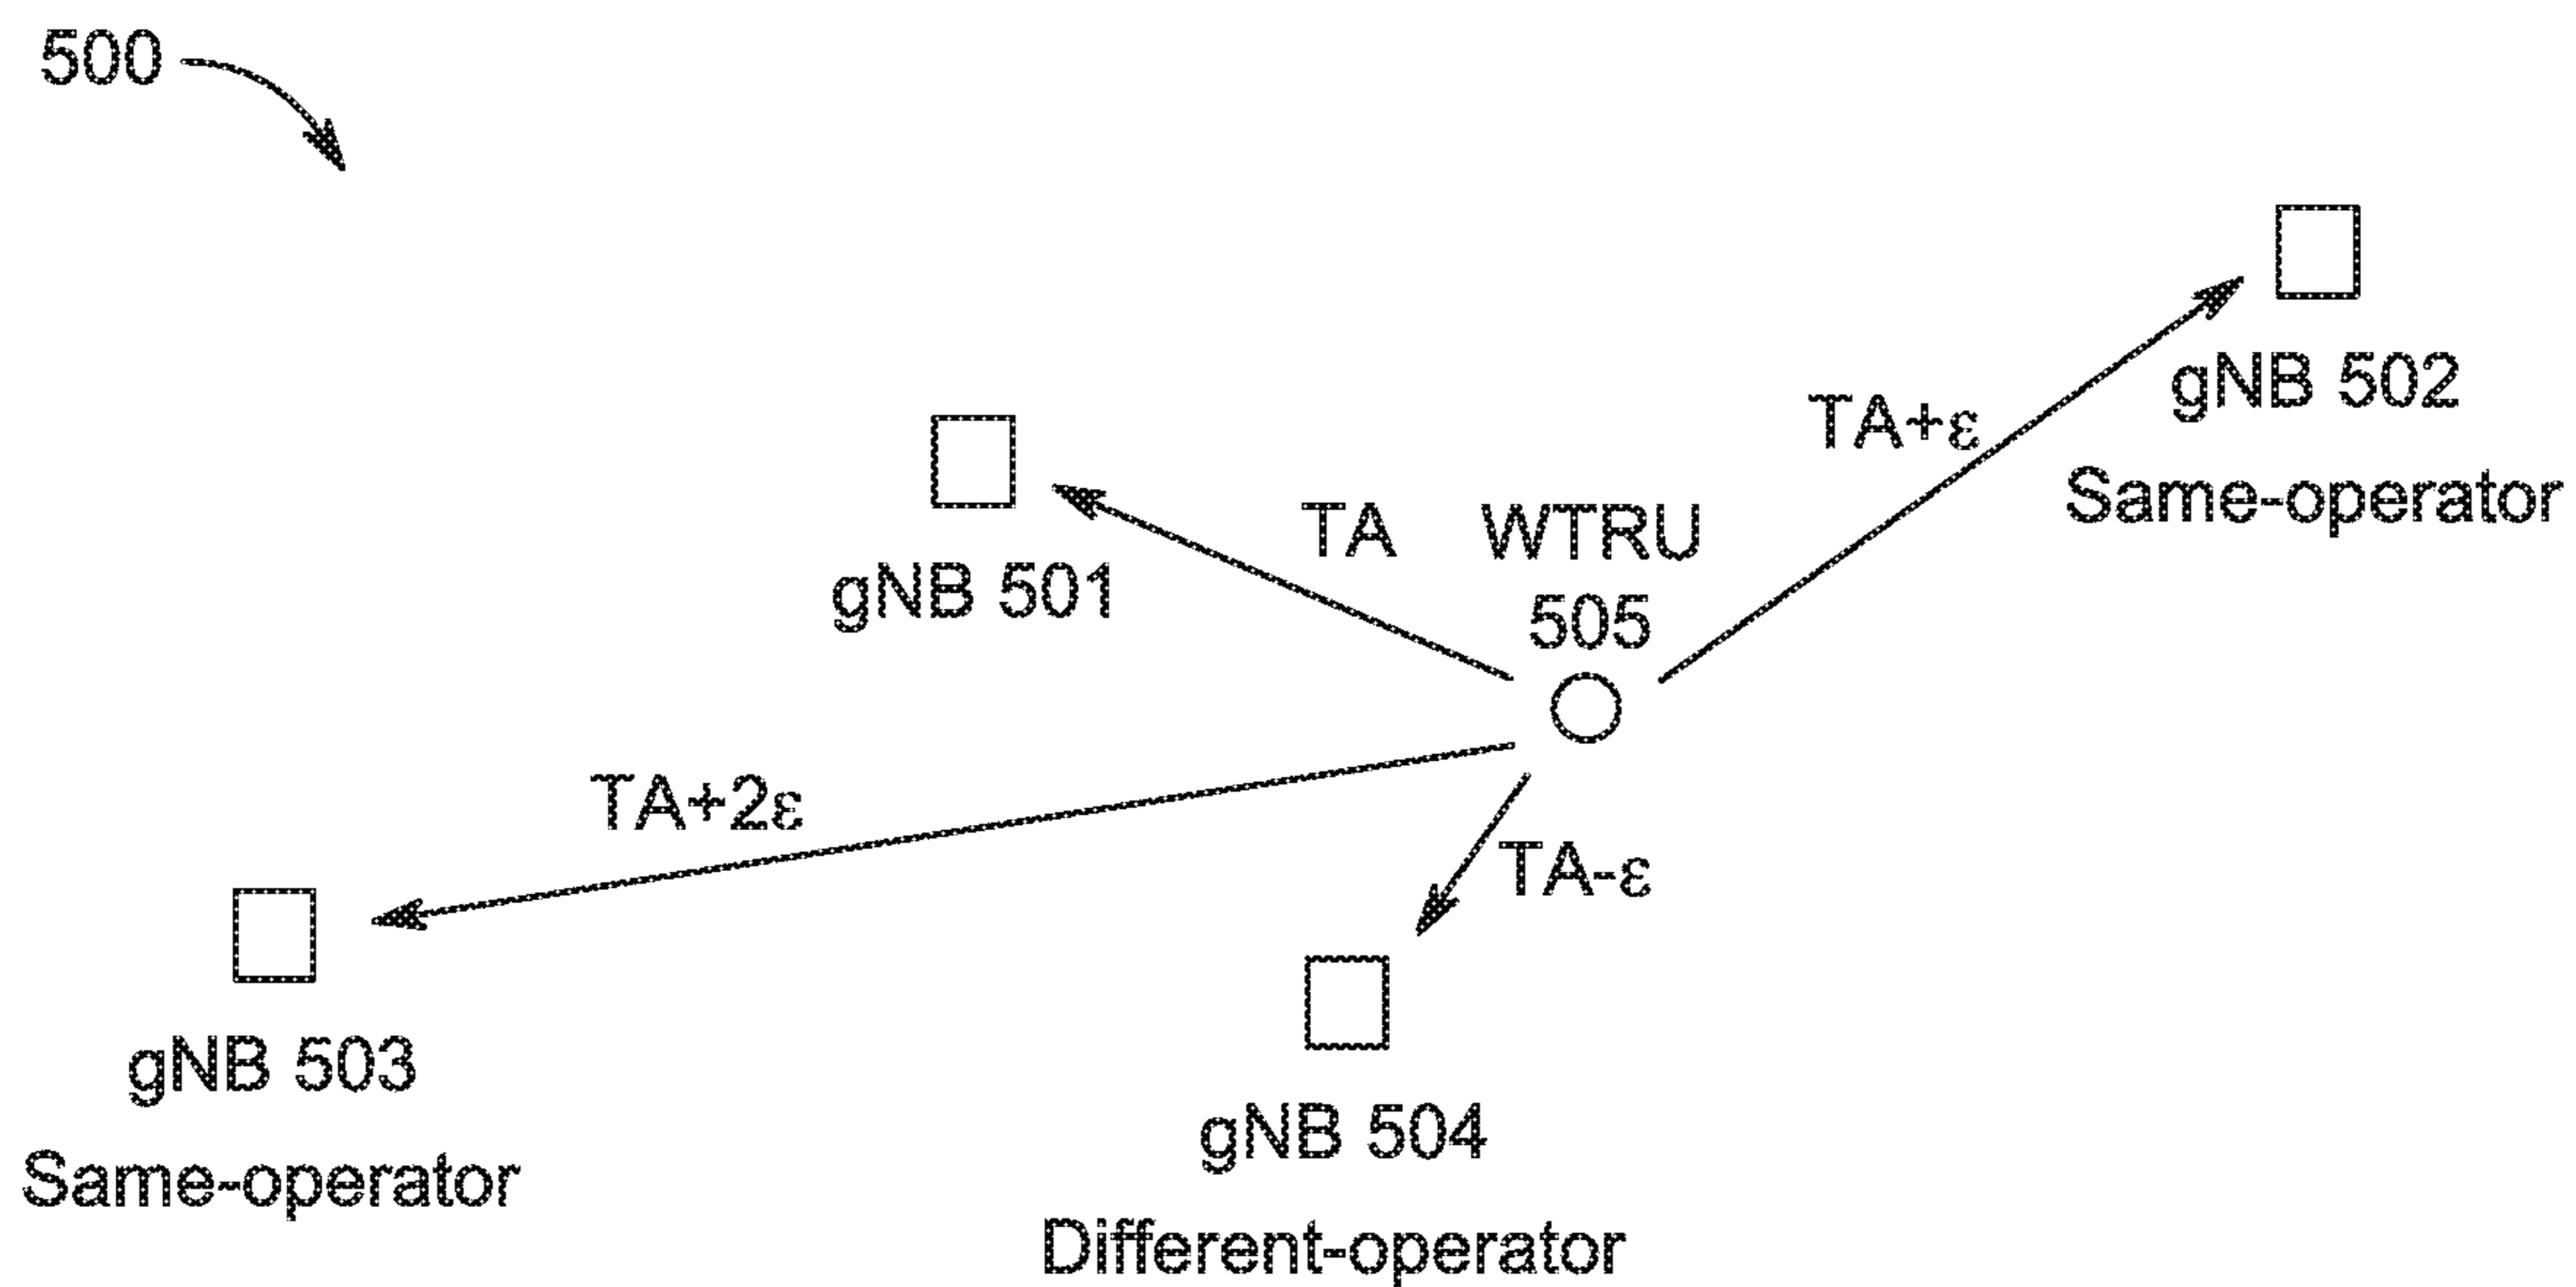 500
gNB 502
Same-operator
TA+ε
TA
WTRU
505
gNB 501
TA+2ε
TA-ε
gNB 503
Same-operator
gNB 504
Different-operator